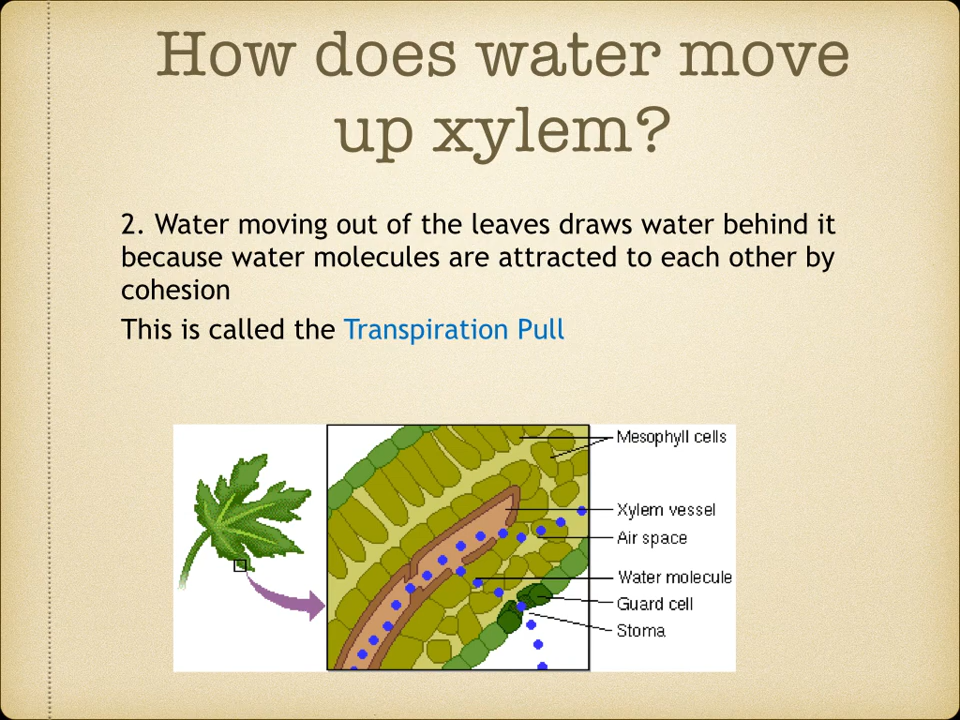 How does water move
up xylem?
2. Water moving out of the leaves draws water behind it
because water molecules are attracted to each other by
cohesion
This is called the Transpiration Pull
Mesophyll cells
Xylem vessel
Air space
Water molecule
Guard cell
Stoma